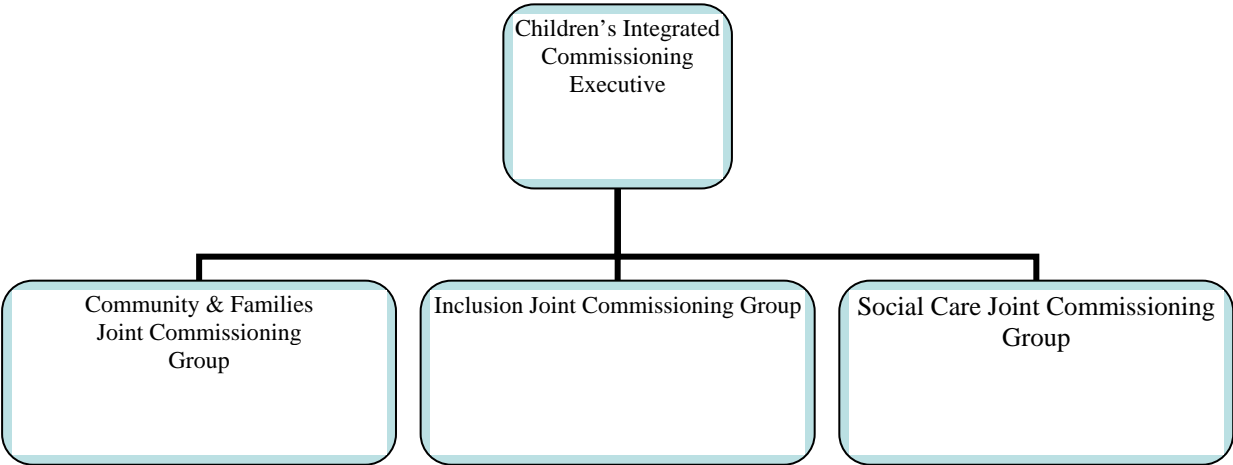 Children’s Integrated
Commissioning
Executive
Community & Families
Joint Commissioning
Group
Inclusion Joint Commissioning Group
Social Care Joint Commissioning
Group